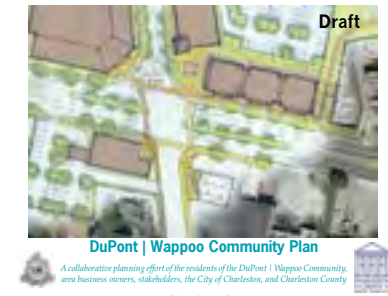 Draft
DuPont | Wappoo Community Plan
A collaborative planning effort of the residents of the DuPont | Wappoo Community,
area business owners, stakeholders, the City of Charleston, and Charleston County